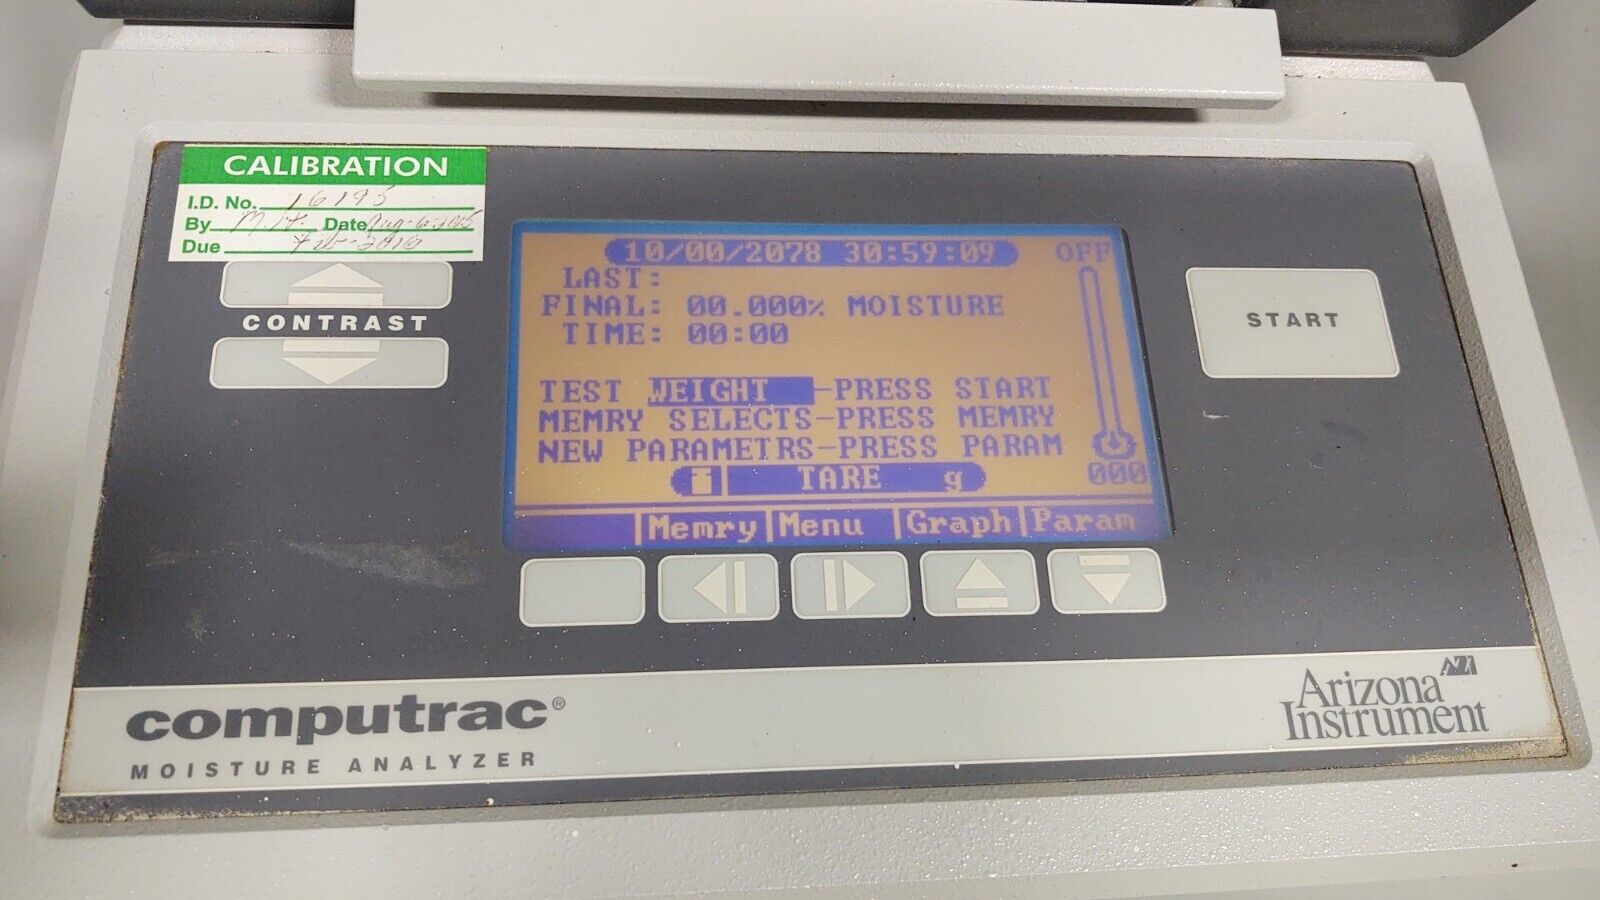 CALIBRATION
I.D. No. 16195
By M.H. Date
Due
CONTRAST
10/00/2078 30:59:09 OFF
LAST:
FINAL: 00.000% MOISTURE
TIME: 00:00
TEST WEIGHT -PRESS START
MEMRY SELECTS-PRESS MEMRY
NEW PARAMETRS-PRESS PARAM
000
TARE g
Memry Menu Graph Param
START
computrac®
MOISTURE ANALYZER
AZI
Arizona
Instrument